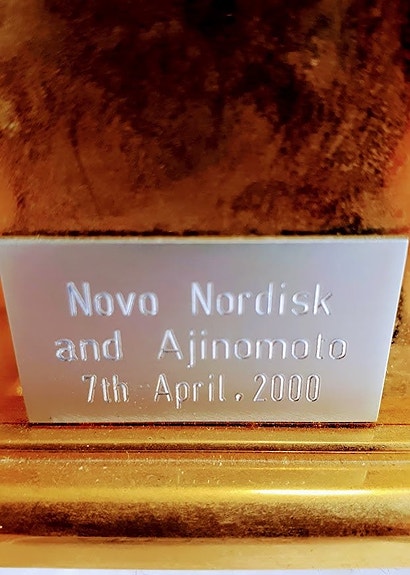 Novo Nordisk
and Ajinomoto
7th April, 2000